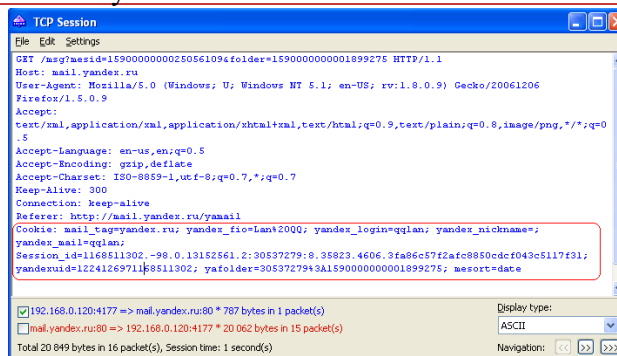 TCP Session
File Edit Settings
GET /msg?mesid=1590000000025056109&folder=1590000000001899275 HTTP/1.1
Host: mail.yandex.ru
User-Agent: Mozilla/5.0 (Windows; U; Windows NT 5.1; en-US; rv:1.8.0.9) Gecko/20061206
Firefox/1.5.0.9
Accept:
text/xml,application/xml,application/xhtml+xml,text/html;q=0.9,text/plain;q=0.8,image/png,*/*;q=0
.5
Accept-Language: en-us,en;q=0.5
Accept-Encoding: gzip,deflate
Accept-Charset: ISO-8859-1,utf-8;q=0.7,*;q=0.7
Keep-Alive: 300
Connection: keep-alive
Referer: http://mail.yandex.ru/yamail
Cookie: mail_tag=yandex.ru; yandex_fio=Lan%20QQ; yandex_login=qqlan; yandex_nickname=;
yandex_mail=qqlan;
Session_id=1168511302.-98.0.13152561.2:30537279:8.35823.4606.3fa86c57f2afc8850cdcf043c5117f31;
yandexuid=1224126971168511302; yafolder=30537279%3A1590000000001899275; mesort=date
192.168.0.120:4177 => mail.yandex.ru:80 * 787 bytes in 1 packet(s)
Display type:
mail.yandex.ru:80 => 192.168.0.120:4177 * 20 062 bytes in 15 packet(s)
ASCII
Total 20 849 bytes in 16 packet(s), Session time: 1 second(s)
Navigation: << >> >>>